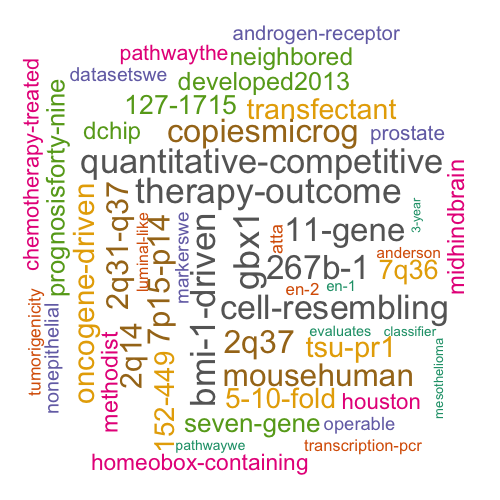 androgen-receptor
pathwaythe
neighbored
datasetswe
developed2013
127-1715
transfectant
dchip
copiesmicrog
prostate
chemotherapy-treated
prognosisforty-nine
quantitative-competitive
therapy-outcome
midhindbrain
oncogene-driven
2q31-q37
luminal-like
7p15-p14
markerswe
bmi-1-driven
gbx1
atta
11-gene
3-year
anderson
267b-1
7q36
en-2
en-1
cell-resembling
tumorigenicity
nonepithelial
methodist
2q14
152-449
2q37
evaluates
classifier
tsu-pr1
mesothelioma
mousehuman
5-10-fold
houston
seven-gene
operable
pathwaywe
transcription-pcr
homeobox-containing